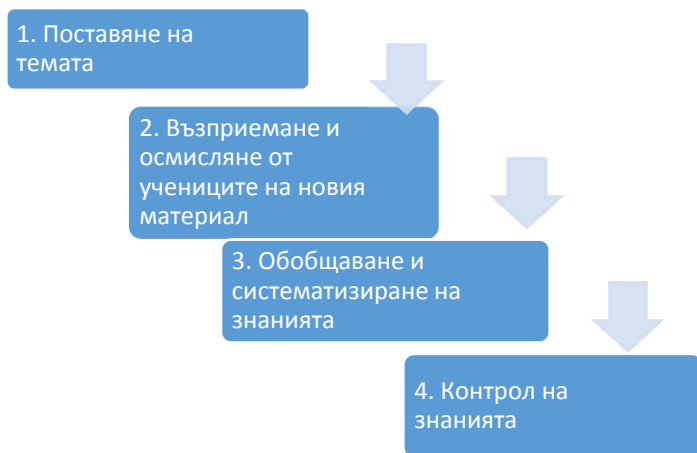 1. Поставяне на
темата
2. Възприемане и
осмисляне от
учениците на новия
материал
3. Обобщаване и
систематизиране на
знанията
4. Контрол на
знанията